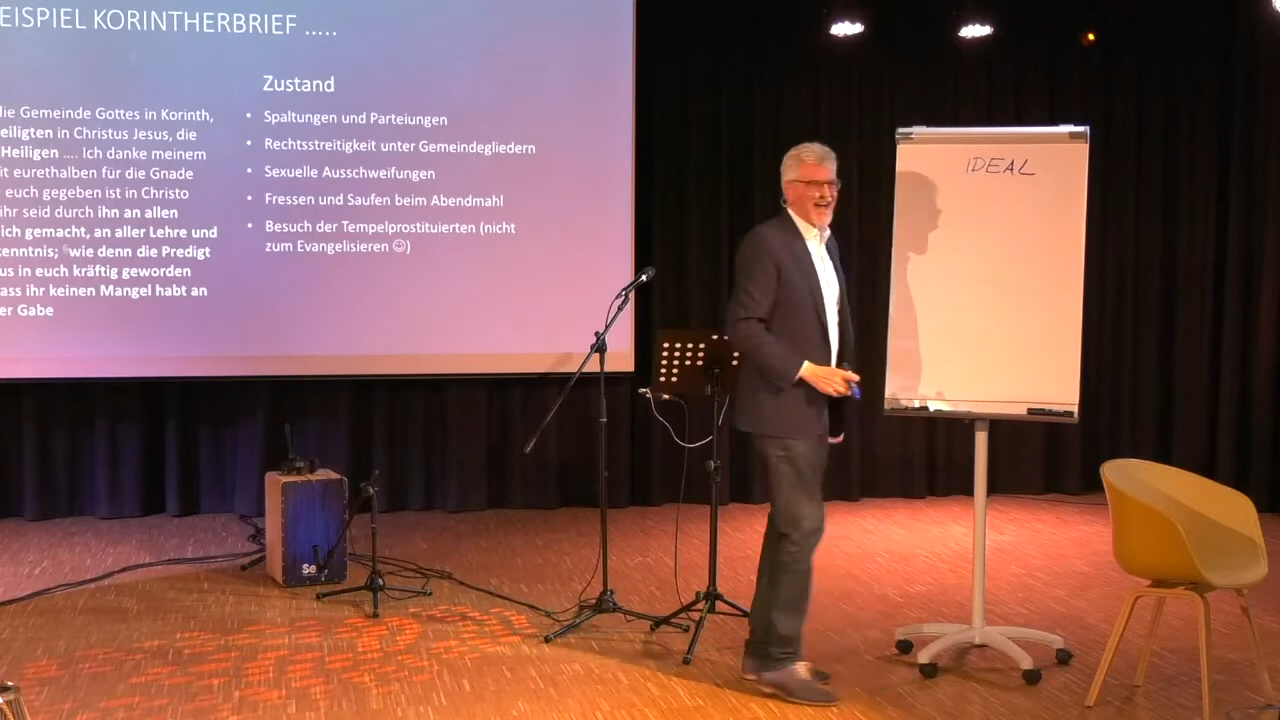 EISPIEL KORINTHERBRIEF .....
die Gemeinde Gottes in Korinth,
eiligten in Christus Jesus, die
Heiligen .... Ich danke meinem
it eurethalben für die Gnade
euch gegeben ist in Christo
ihr seid durch ihn an allen
ich gemacht, an aller Lehre und
kenntnis; 6wie denn die Predigt
us in euch kräftig geworden
ass ihr keinen Mangel habt an
er Gabe
Zustand
• Spaltungen und Parteiungen
• Rechtsstreitigkeit unter Gemeindegliedern
• Sexuelle Ausschweifungen
• Fressen und Saufen beim Abendmahl
• Besuch der Tempelprostituierten (nicht
zum Evangelisieren ☺)
IDEAL